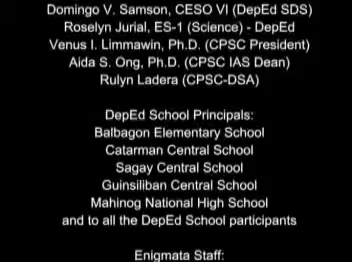 Domingo V. Samson, CESO VI (DepEd SDS)
Roselyn Jurial, ES-1 (Science) - DepEd
Venus I. Limmawin, Ph.D. (CPSC President)
Aida S. Ong, Ph.D. (CPSC IAS Dean)
Rulyn Ladera (CPSC-DSA)
DepEd School Principals:
Balbagon Elementary School
Catarman Central School
Sagay Central School
Guinsiliban Central School
Mahinog National High School
and to all the DepEd School participants
Enigmata Staff: